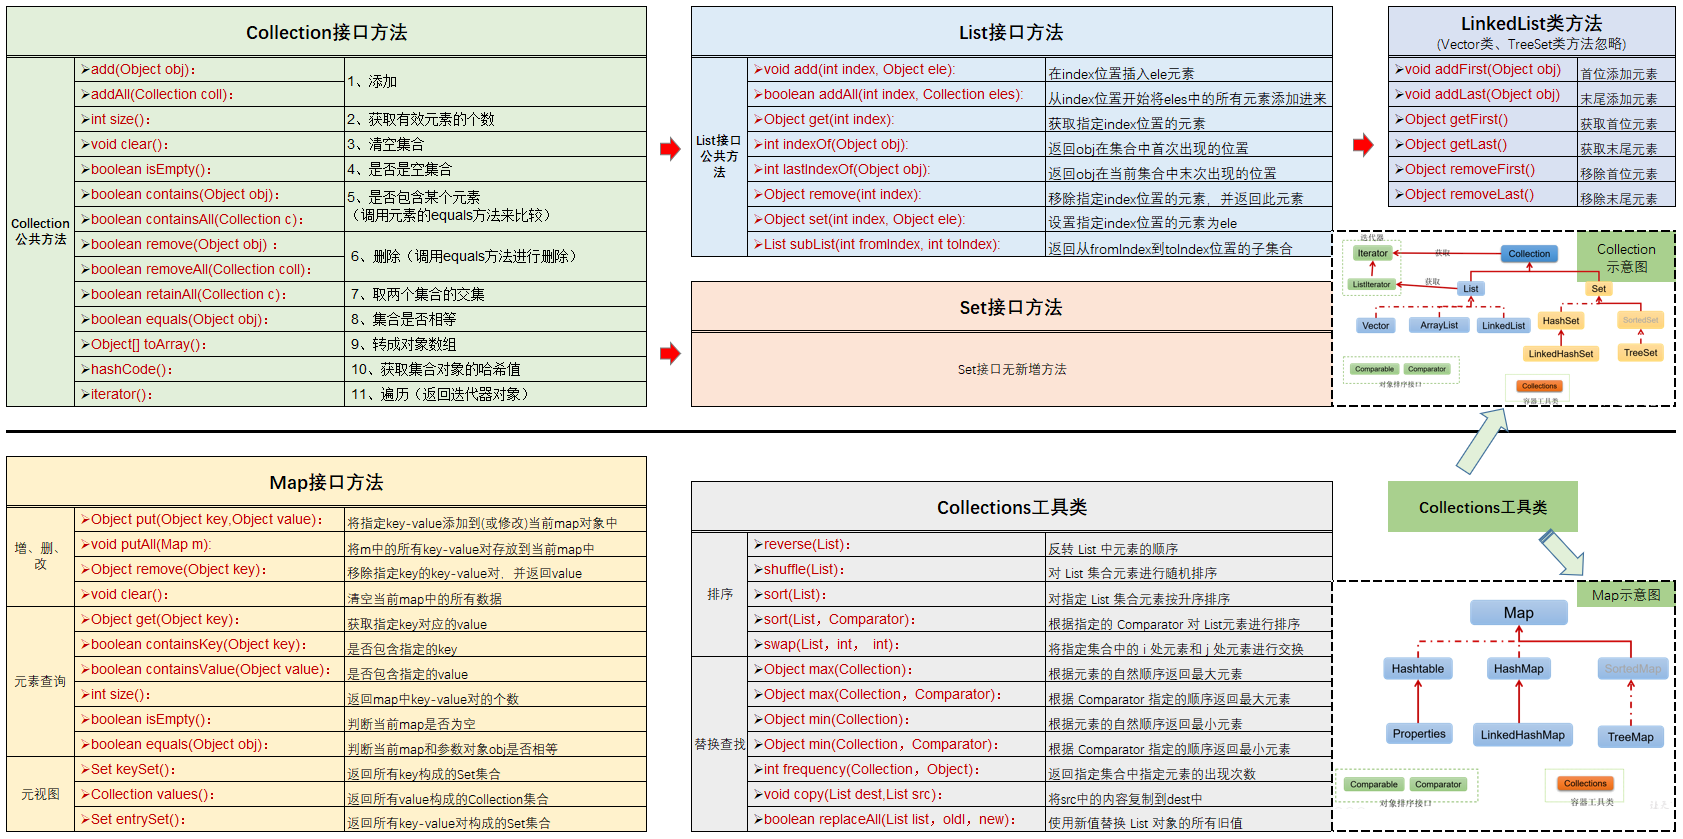 Collection接口方法
Collection
公共方法
➢add(Object obj)：
➢addAll(Collection coll)：
1、添加
➢int size()：
2、获取有效元素的个数
➢void clear()：
3、清空集合
➢boolean isEmpty()：
4、是否是空集合
➢boolean contains(Object obj)：
➢boolean containsAll(Collection c)：
5、是否包含某个元素
（调用元素的equals方法来比较）
➢boolean remove(Object obj) ：
➢boolean removeAll(Collection coll)：
6、删除（调用equals方法进行删除）
➢boolean retainAll(Collection c)：
7、取两个集合的交集
➢boolean equals(Object obj)：
8、集合是否相等
➢Object[] toArray()：
9、转成对象数组
➢hashCode()：
10、获取集合对象的哈希值
➢iterator()：
11、遍历（返回迭代器对象）
List接口方法
List接口
公共方
法
➢void add(int index, Object ele):
在index位置插入ele元素
➢boolean addAll(int index, Collection eles):
从index位置开始将eles中的所有元素添加进来
➢Object get(int index):
获取指定index位置的元素
➢int indexOf(Object obj):
返回obj在集合中首次出现的位置
➢int lastIndexOf(Object obj):
返回obj在当前集合中末次出现的位置
➢Object remove(int index):
移除指定index位置的元素，并返回此元素
➢Object set(int index, Object ele):
设置指定index位置的元素为ele
➢List subList(int fromIndex, int toIndex):
返回从fromIndex到toIndex位置的子集合
Set接口方法
Set接口无新增方法
LinkedList类方法
(Vector类、TreeSet类方法忽略)
➢void addFirst(Object obj)
首位添加元素
➢void addLast(Object obj)
末尾添加元素
➢Object getFirst()
获取首位元素
➢Object getLast()
获取末尾元素
➢Object removeFirst()
移除首位元素
➢Object removeLast()
移除末尾元素
Collection
示意图
迭代器
Iterator
获取
Collection
ListIterator
获取
List
Set
Vector
ArrayList
LinkedList
HashSet
SortedSet
LinkedHashSet
TreeSet
Comparable
Comparator
对象排序接口
Collections
容器工具类
Map接口方法
增、删、
改
➢Object put(Object key,Object value)：
将指定key-value添加到(或修改)当前map对象中
➢void putAll(Map m):
将m中的所有key-value对存放到当前map中
➢Object remove(Object key)：
移除指定key的key-value对，并返回value
➢void clear()：
清空当前map中的所有数据
元素查询
➢Object get(Object key)：
获取指定key对应的value
➢boolean containsKey(Object key)：
是否包含指定的key
➢boolean containsValue(Object value)：
是否包含指定的value
➢int size()：
返回map中key-value对的个数
➢boolean isEmpty()：
判断当前map是否为空
➢boolean equals(Object obj)：
判断当前map和参数对象obj是否相等
元视图
➢Set keySet()：
返回所有key构成的Set集合
➢Collection values()：
返回所有value构成的Collection集合
➢Set entrySet()：
返回所有key-value对构成的Set集合
Collections工具类
排序
➢reverse(List)：
反转 List 中元素的顺序
➢shuffle(List)：
对 List 集合元素进行随机排序
➢sort(List)：
对指定 List 集合元素按升序排序
➢sort(List，Comparator)：
根据指定的 Comparator 对 List元素进行排序
➢swap(List，int， int)：
将指定集合中的 i 处元素和 j 处元素进行交换
替换查找
➢Object max(Collection)：
根据元素的自然顺序返回最大元素
➢Object max(Collection，Comparator)：
根据 Comparator 指定的顺序返回最大元素
➢Object min(Collection)：
根据元素的自然顺序返回最小元素
➢Object min(Collection，Comparator)：
根据 Comparator 指定的顺序返回最小元素
➢int frequency(Collection，Object)：
返回指定集合中指定元素的出现次数
➢void copy(List dest,List src)：
将src中的内容复制到dest中
➢boolean replaceAll(List list，oldl，new)：
使用新值替换 List 对象的所有旧值
Collections工具类
Map示意图
Map
Hashtable
HashMap
SortedMap
Properties
LinkedHashMap
TreeMap
Comparable
Comparator
对象排序接口
Collections
容器工具类